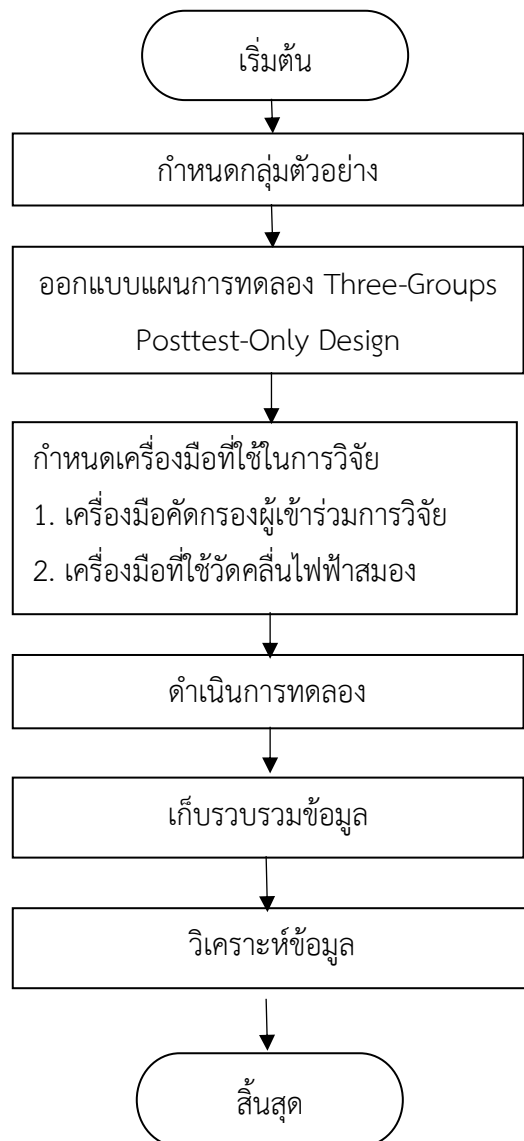 เริ่มต้น
กำหนดกลุ่มตัวอย่าง
ออกแบบแผนการทดลอง Three-Groups
Posttest-Only Design
กำหนดเครื่องมือที่ใช้ในการวิจัย
1. เครื่องมือคัดกรองผู้เข้าร่วมการวิจัย
2. เครื่องมือที่ใช้วัดคลื่นไฟฟ้าสมอง
ดำเนินการทดลอง
เก็บรวบรวมข้อมูล
วิเคราะห์ข้อมูล
สิ้นสุด